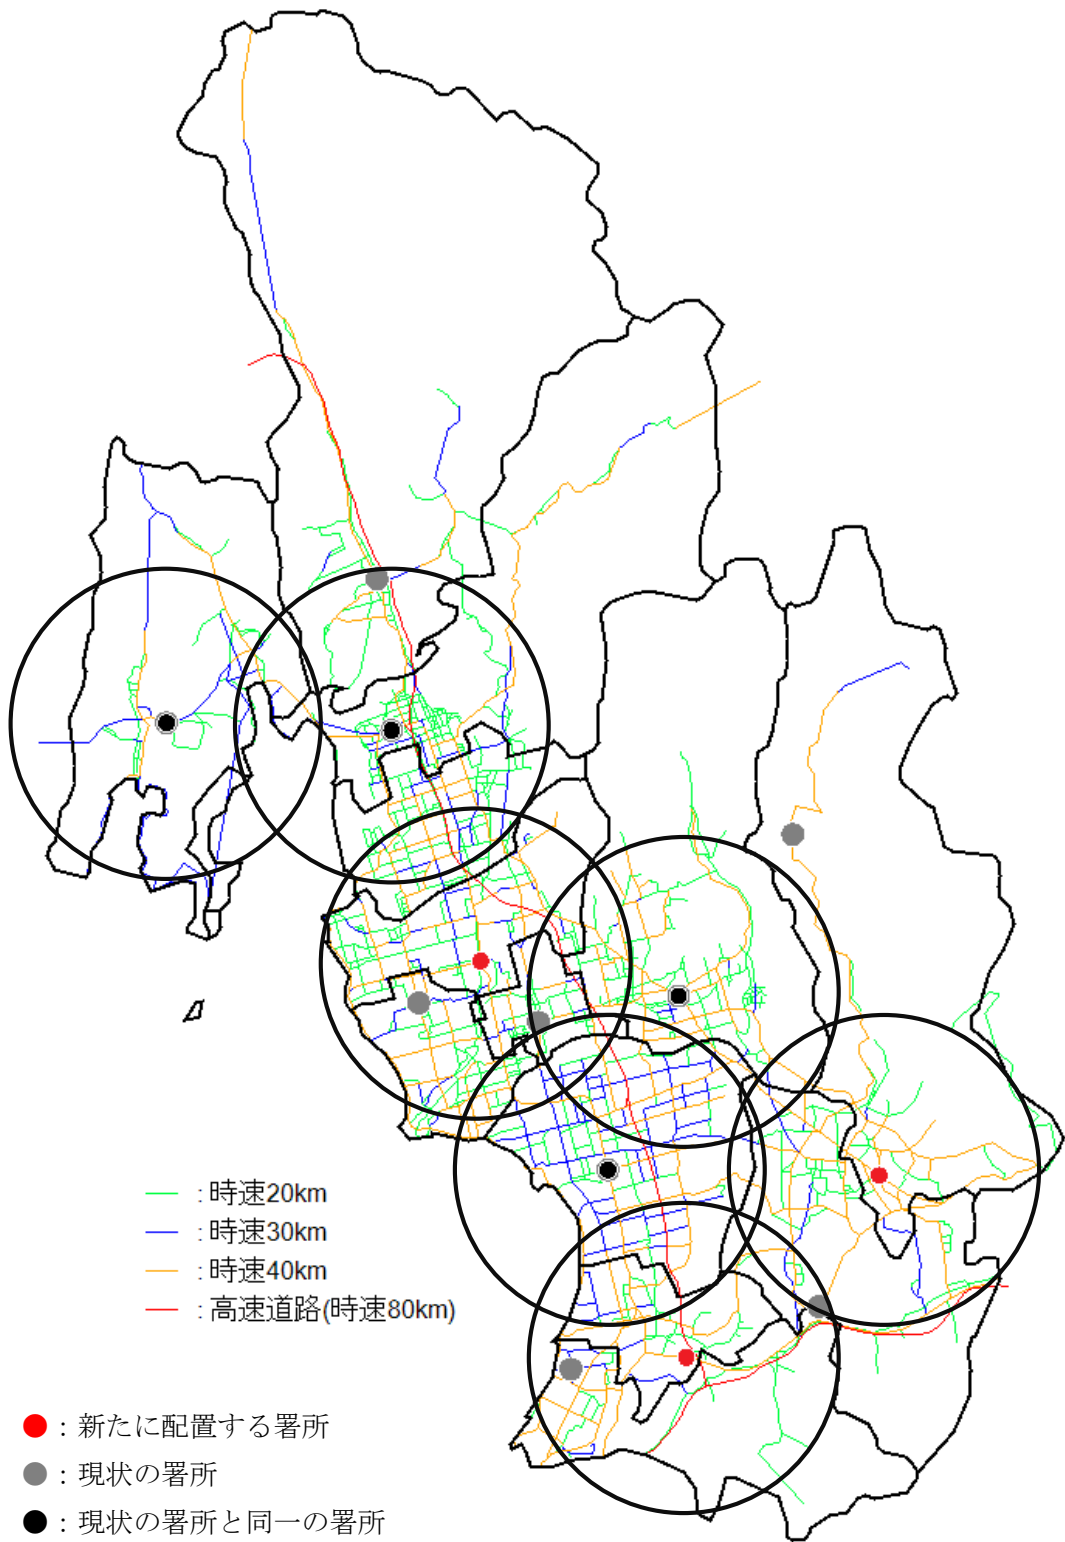 : 時速20km
: 時速30km
: 時速40km
: 高速道路(時速80km)
: 新たに配置する署所
: 現状の署所
: 現状の署所と同一の署所